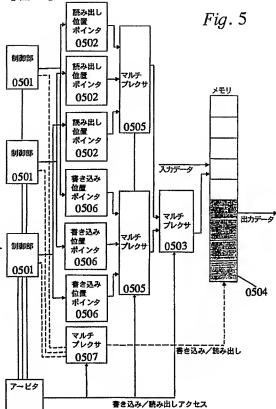 Fig. 5
制御部
0501
制御部
0501
制御部
0501
読み出し
位置
ポインタ
0502
読み出し
位置
ポインタ
0502
読み出し
位置
ポインタ
0502
書き込み
位置
ポインタ
0506
書き込み
位置
ポインタ
0506
書き込み
位置
ポインタ
0506
マルチ
プレクサ
0505
マルチ
プレクサ
0505
マルチ
プレクサ
0503
マルチ
プレクサ
0507
メモリ
入力データ
出力データ
0504
書き込み/読み出し
アービタ
書き込み/読み出しアクセス